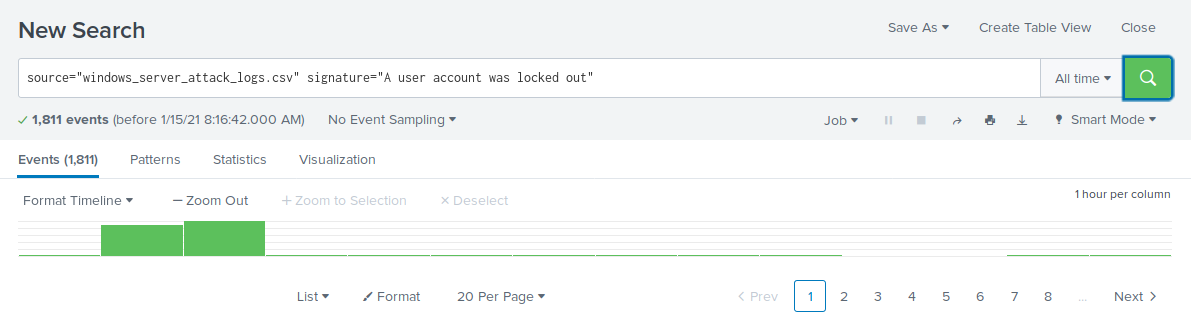 New Search
Save As Create Table View Close
source="windows_server_attack_logs.csv" signature="A user account was locked out"
All time
1,811 events (before 1/15/21 8:16:42.000 AM) No Event Sampling Job Smart Mode
Events (1,811) Patterns Statistics Visualization
Format Timeline — Zoom Out + Zoom to Selection × Deselect 1 hour per column
List Format 20 Per Page < Prev 1 2 3 4 5 6 7 8 ... Next >